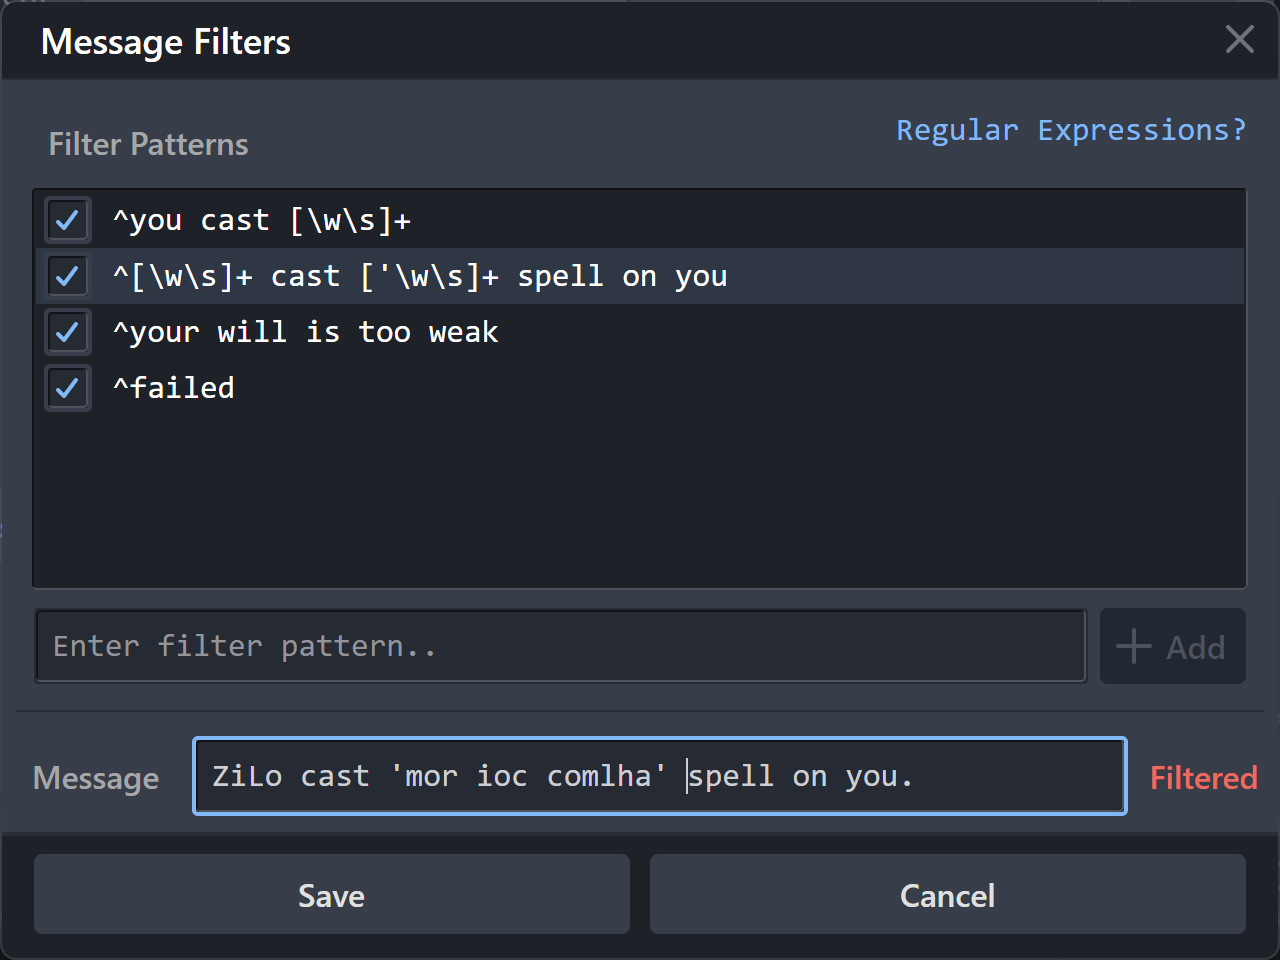 Message Filters
Filter Patterns
Regular Expressions?
^you cast [\w\s]+
^[\w\s]+ cast ['\w\s]+ spell on you
^your will is too weak
^failed
Enter filter pattern..
Add
Message
ZiLo cast 'mor ioc comlha' spell on you.
Filtered
Save
Cancel